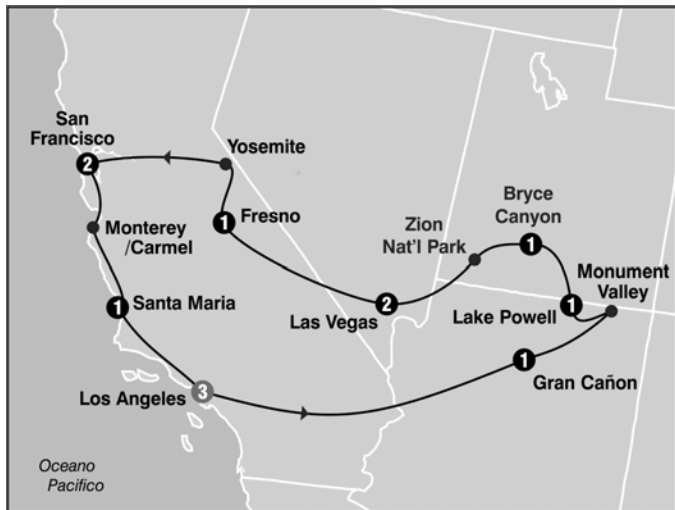 San
Francisco
2
Yosemite
Monterey
/Carmel
1
Fresno
Bryce
Canyon
Zion
Nat'l Park
1
Monument
Valley
1
Santa Maria
Las Vegas
2
Lake Powell
1
Los Angeles
3
1
Gran Cañon
Oceano
Pacifico